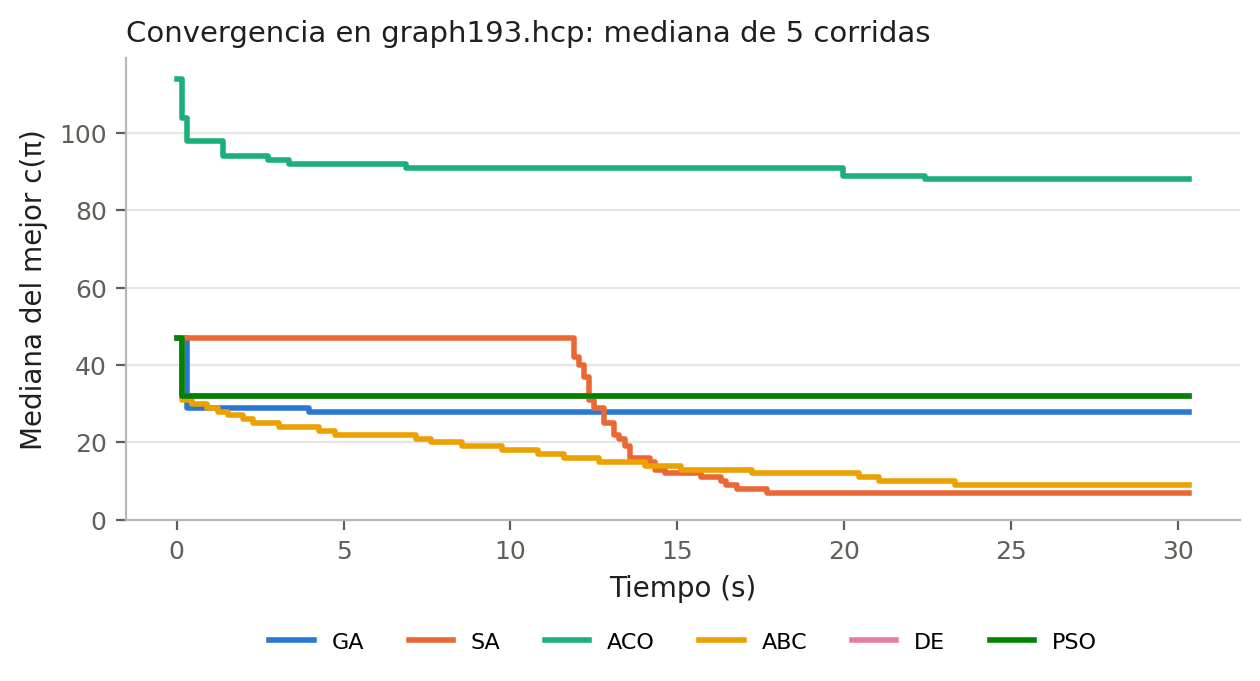 Convergencia en graph193.hcp: mediana de 5 corridas
Mediana del mejor c(π)
100
80
60
40
20
0
0 5 10 15 20 25 30
Tiempo (s)
GA SA ACO ABC DE PSO